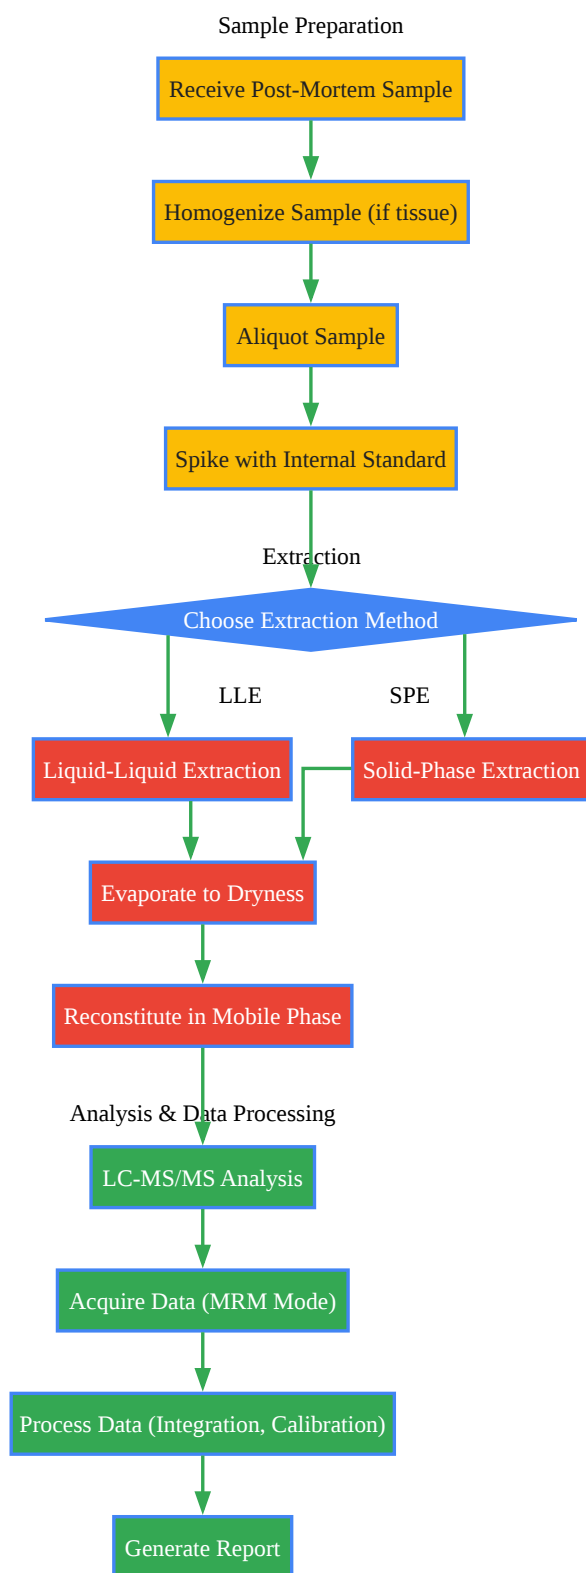 Sample Preparation
Receive Post-Mortem Sample
Homogenize Sample (if tissue)
Aliquot Sample
Spike with Internal Standard
Extraction
Choose Extraction Method
LLE
SPE
Liquid-Liquid Extraction
Solid-Phase Extraction
Evaporate to Dryness
Reconstitute in Mobile Phase
Analysis & Data Processing
LC-MS/MS Analysis
Acquire Data (MRM Mode)
Process Data (Integration, Calibration)
Generate Report